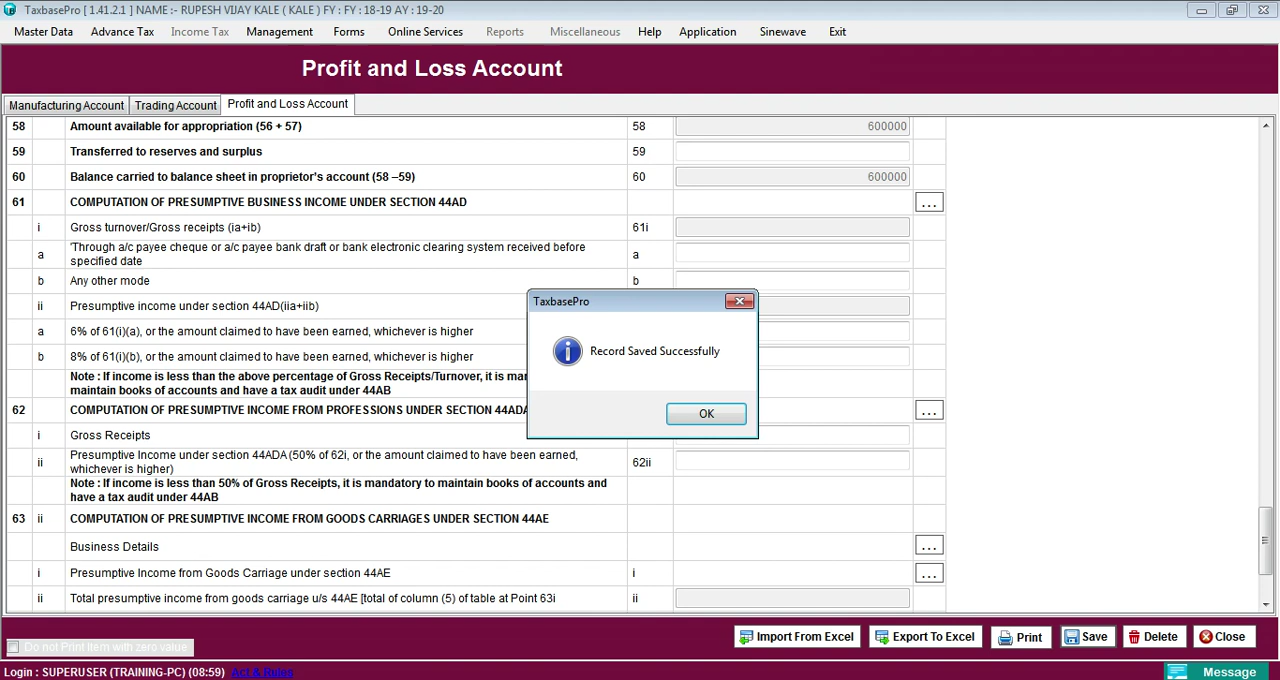 TaxbasePro [ 1.41.2.1 ] NAME :- RUPESH VIJAY KALE ( KALE ) FY : FY : 18-19 AY : 19-20
Master Data Advance Tax Income Tax Management Forms Online Services Reports Miscellaneous Help Application Sinewave Exit
Profit and Loss Account
Manufacturing Account Trading Account Profit and Loss Account
58 Amount available for appropriation (56 + 57) 58 600000
59 Transferred to reserves and surplus 59
60 Balance carried to balance sheet in proprietor's account (58 –59) 60 600000
61 COMPUTATION OF PRESUMPTIVE BUSINESS INCOME UNDER SECTION 44AD ...
i Gross turnover/Gross receipts (ia+ib) 61i
a 'Through a/c payee cheque or a/c payee bank draft or bank electronic clearing system received before
specified date a
b Any other mode b
ii Presumptive income under section 44AD(iia+iib)
a 6% of 61(i)(a), or the amount claimed to have been earned, whichever is higher
b 8% of 61(i)(b), or the amount claimed to have been earned, whichever is higher
Note : If income is less than the above percentage of Gross Receipts/Turnover, it is
maintain books of accounts and have a tax audit under 44AB
62 COMPUTATION OF PRESUMPTIVE INCOME FROM PROFESSIONS UNDER SECTION 44ADA ...
i Gross Receipts
ii Presumptive Income under section 44ADA (50% of 62i, or the amount claimed to have been earned,
whichever is higher) 62ii
Note : If income is less than 50% of Gross Receipts, it is mandatory to maintain books of accounts and
have a tax audit under 44AB
63 ii COMPUTATION OF PRESUMPTIVE INCOME FROM GOODS CARRIAGES UNDER SECTION 44AE
Business Details ...
i Presumptive Income from Goods Carriage under section 44AE i ...
ii Total presumptive income from goods carriage u/s 44AE [total of column (5) of table at Point 63i ii
TaxbasePro
Record Saved Successfully
OK
Do not Print Item with zero value
Import From Excel Export To Excel Print Save Delete Close
Login : SUPERUSER (TRAINING-PC) (08:59) Act & Rules Message